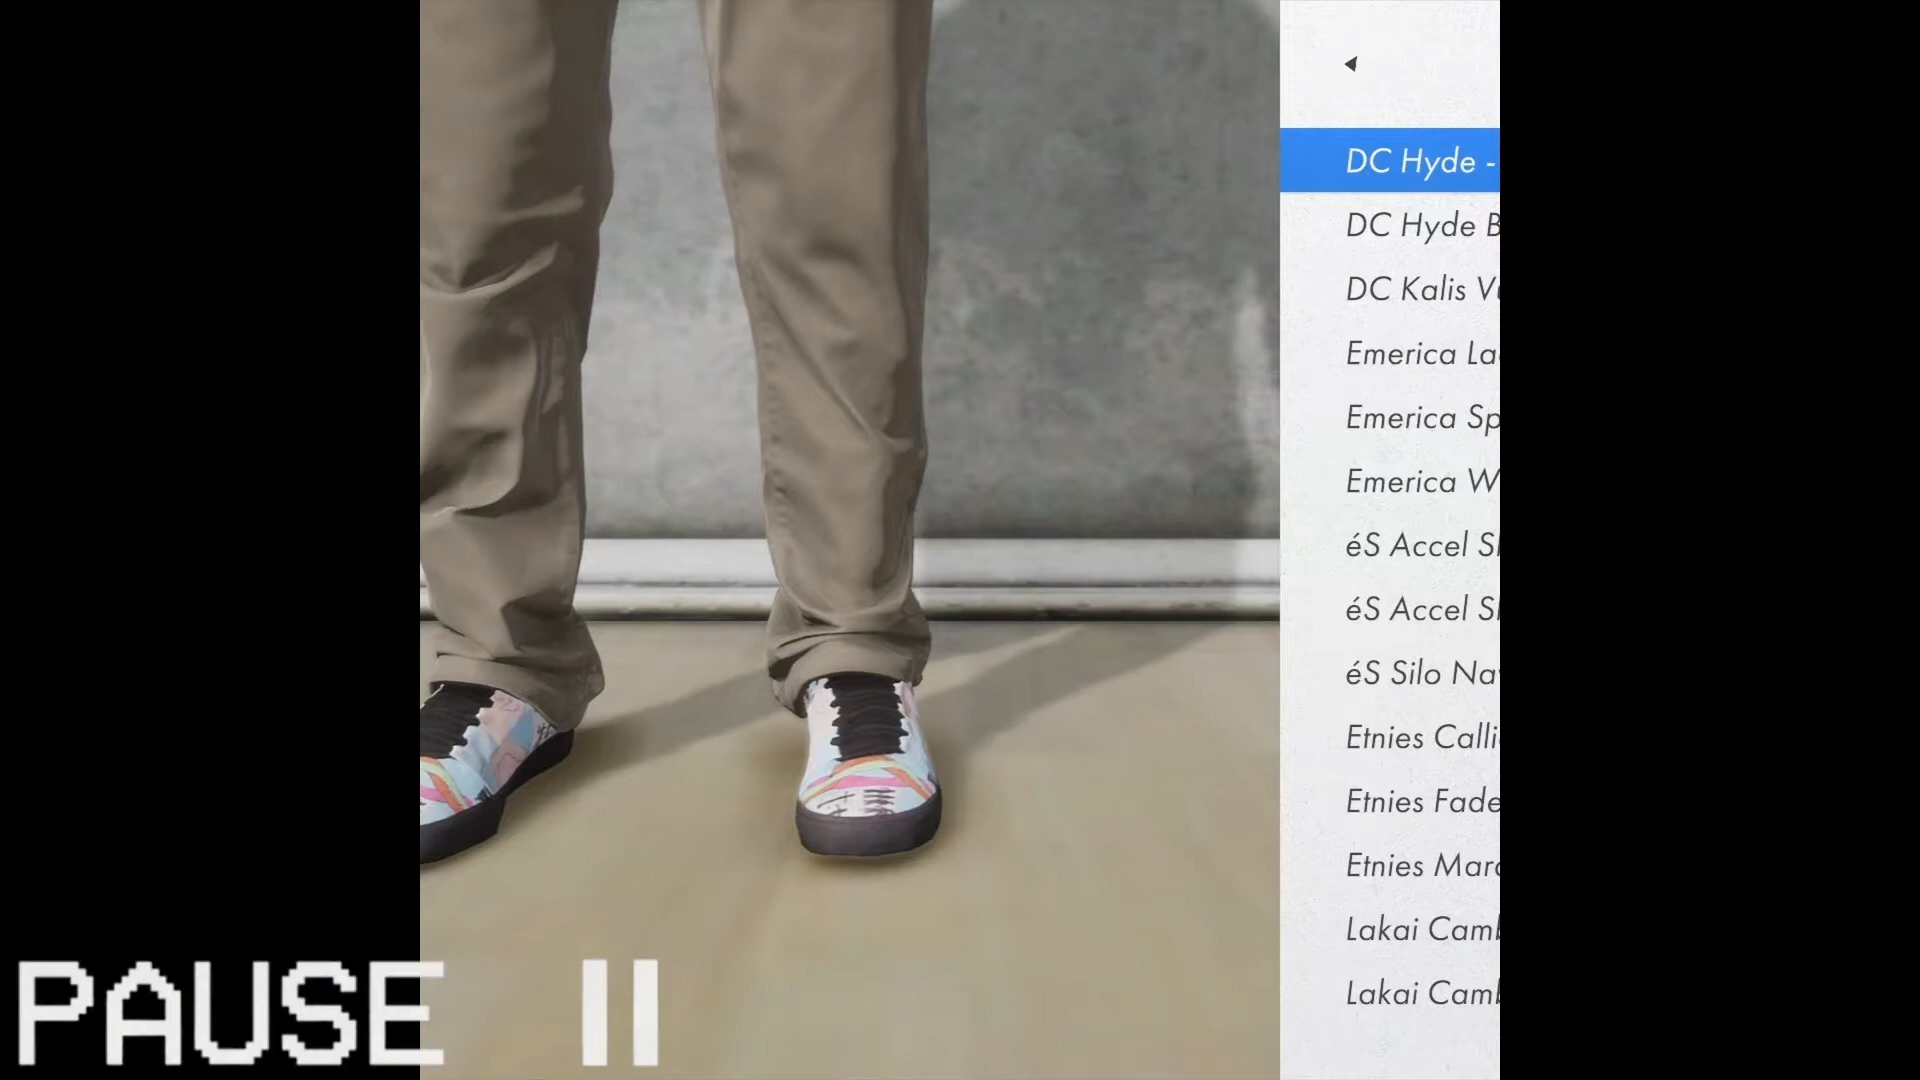 DC Hyde -
DC Hyde B
DC Kalis Vu
Emerica La
Emerica Sp
Emerica W
éS Accel Sl
éS Accel Sl
éS Silo Na
Etnies Calli
Etnies Fade
Etnies Mar
Lakai Camb
Lakai Camb
PAUSE